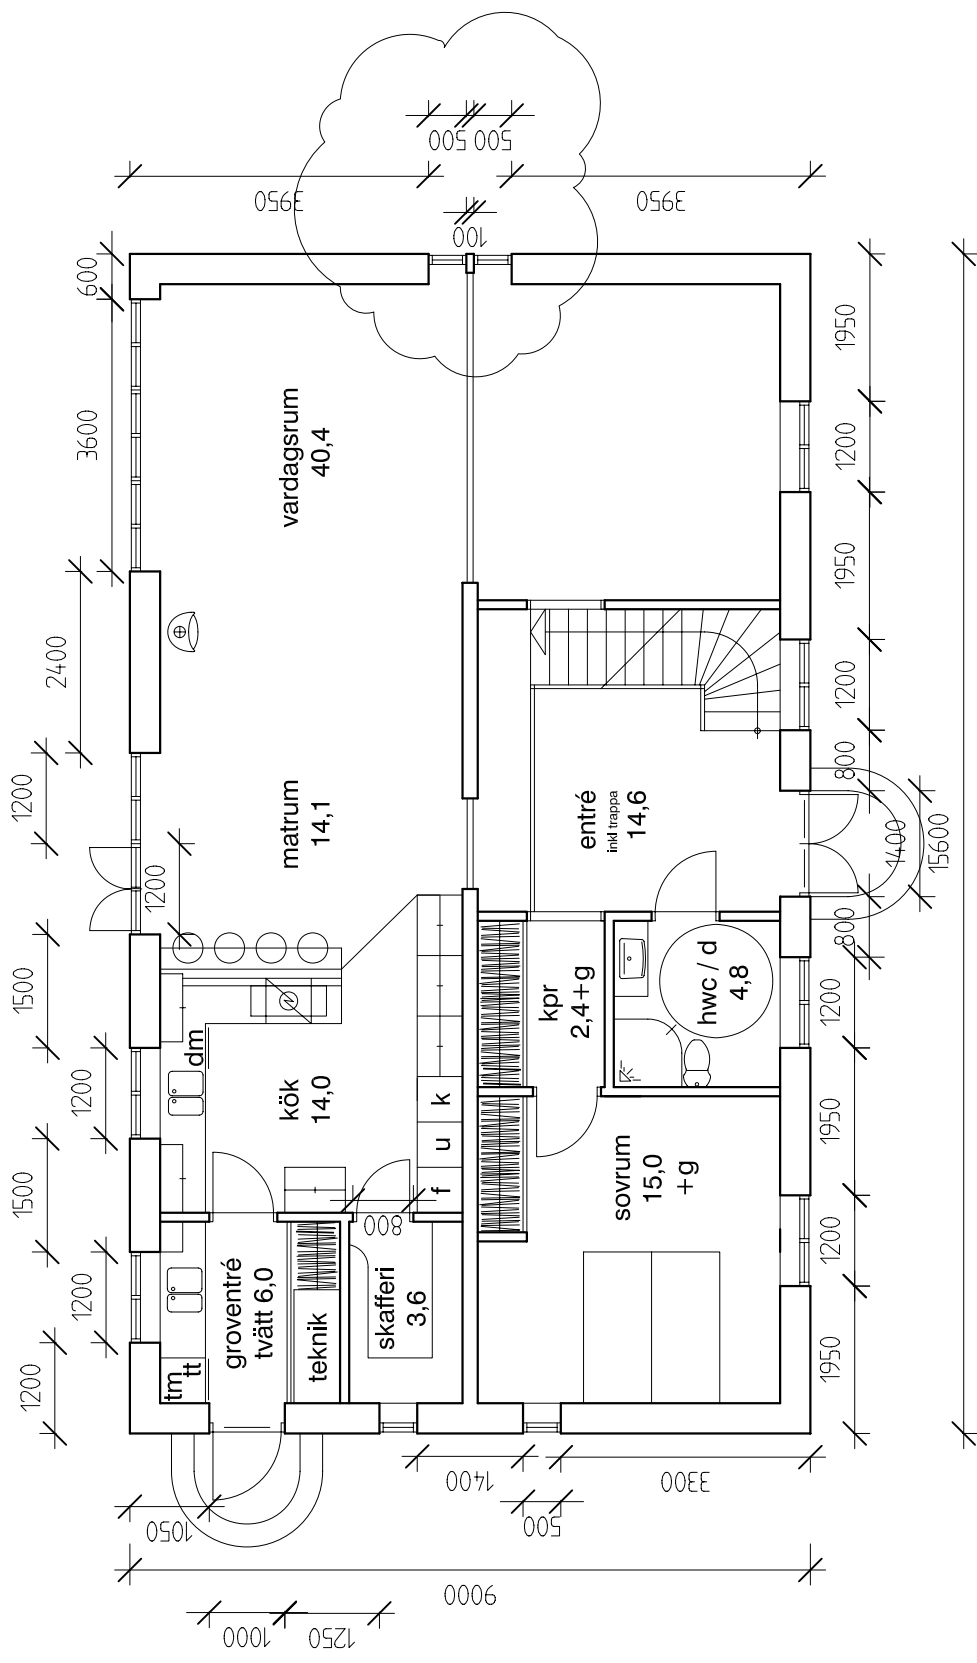 1200
1200
1500
1200
1500
1200
1200
2400
3600
600
tm
tt
groventré
tvätt 6,0
teknik
skafferi
3,6
800
dm
kök
14,0
f
u
k
matrum
14,1
vardagsrum
40,4
sovrum
15,0
+g
kpr
2,4+g
hwc / d
4,8
entré
inkl trappa
14,6
1950
1200
1950
1200
800
1400
800
1200
1950
1200
1950
15600
3950
500
500
100
3950
1050
1400
500
3300
9000
1000
1250